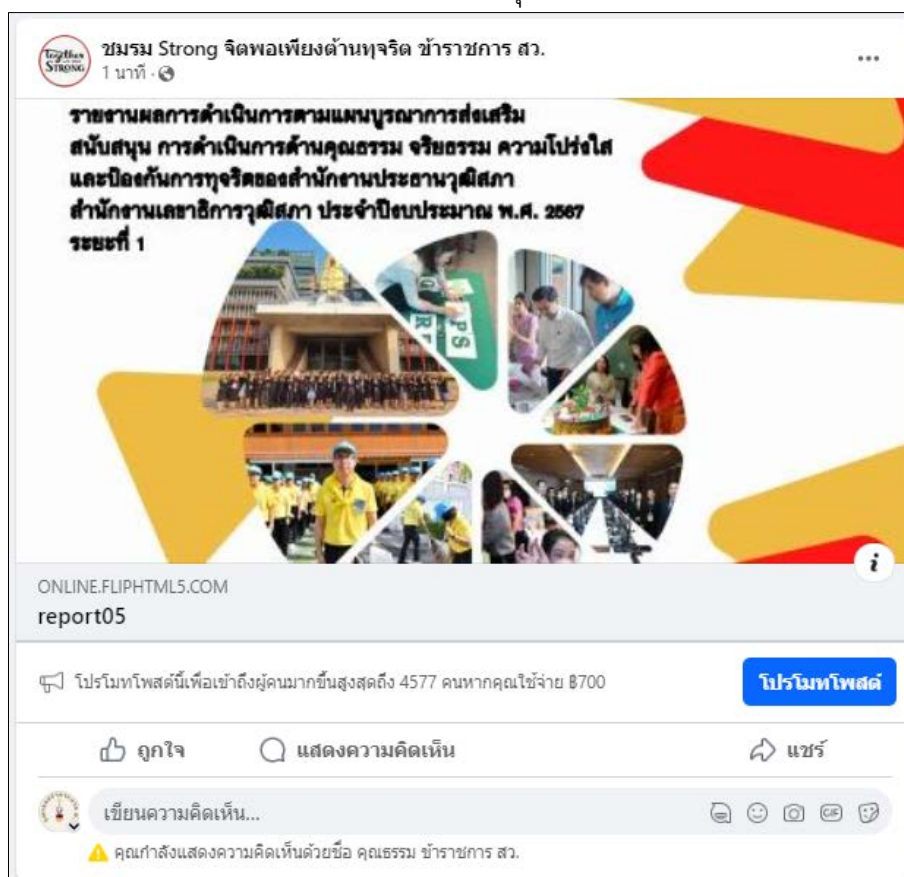 ชมรม Strong จิตพอเพียงต้านทุจริต ข้าราชการ สว.
1 นาที ·
Together
STRONG
รายงานผลการดำเนินการตามแผนบูรณาการส่งเสริม
สนับสนุน การดำเนินการด้านคุณธรรม จริยธรรม ความโปร่งใส
และป้องกันการทุจริตของสำนักงานประธานวุฒิสภา
สำนักงานเลขาธิการวุฒิสภา ประจำปีงบประมาณ พ.ศ. 2567
ระยะที่ 1
ONLINE.FLIPHTML5.COM
report05
โปรโมทโพสต์นี้เพื่อเข้าถึงผู้คนมากขึ้นสูงสุดถึง 4577 คนหากคุณใช้จ่าย ฿700
โปรโมทโพสต์
ถูกใจ
แสดงความคิดเห็น
แชร์
เขียนความคิดเห็น...
GIF
คุณกำลังแสดงความคิดเห็นด้วยชื่อ คุณธรรม ข้าราชการ สว.